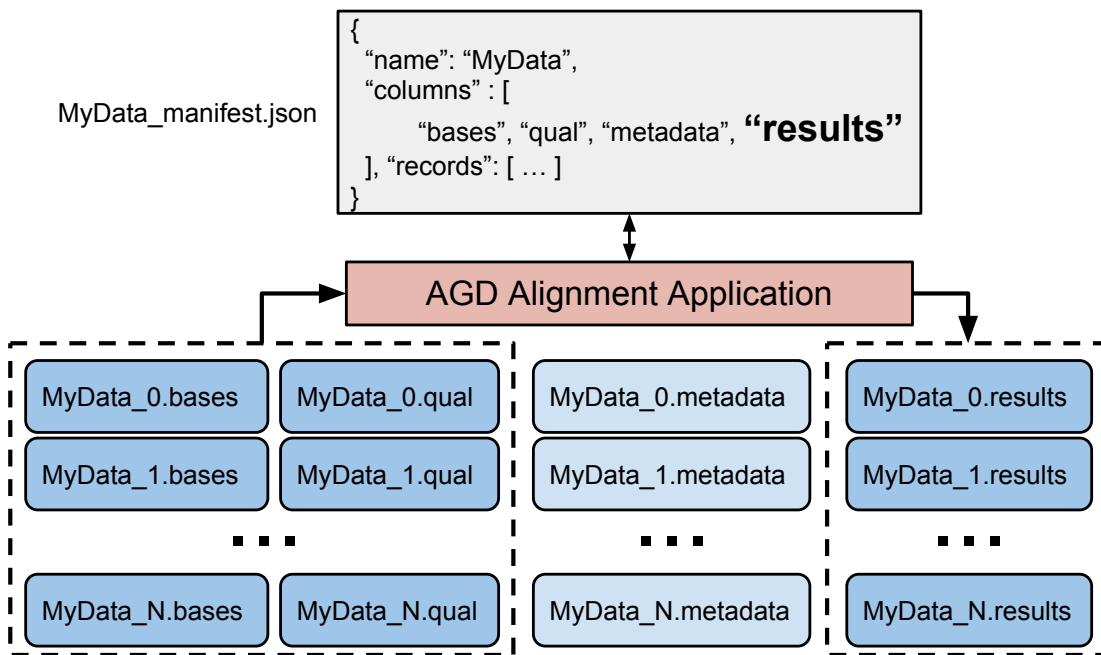 {
“name”: “MyData”,
“columns” : [
MyData_manifest.json
“bases”, “qual”, “metadata”, “results”
], “records”: [ … ]
}
AGD Alignment Application
MyData_0.bases MyData_0.qual MyData_0.metadata MyData_0.results
MyData_1.bases MyData_1.qual MyData_1.metadata MyData_1.results
... ... ...
MyData_N.bases MyData_N.qual MyData_N.metadata MyData_N.results